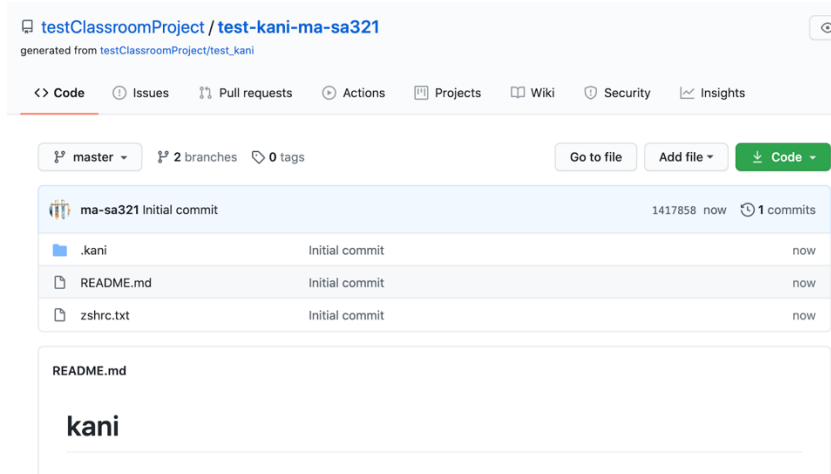 testClassroomProject / test-kani-ma-sa321
generated from testClassroomProject/test_kani
<> Code Issues Pull requests Actions Projects Wiki Security Insights
master 2 branches 0 tags Go to file Add file Code
ma-sa321 Initial commit 1417858 now 1 commits
.kani Initial commit now
README.md Initial commit now
zshrc.txt Initial commit now
README.md
kani